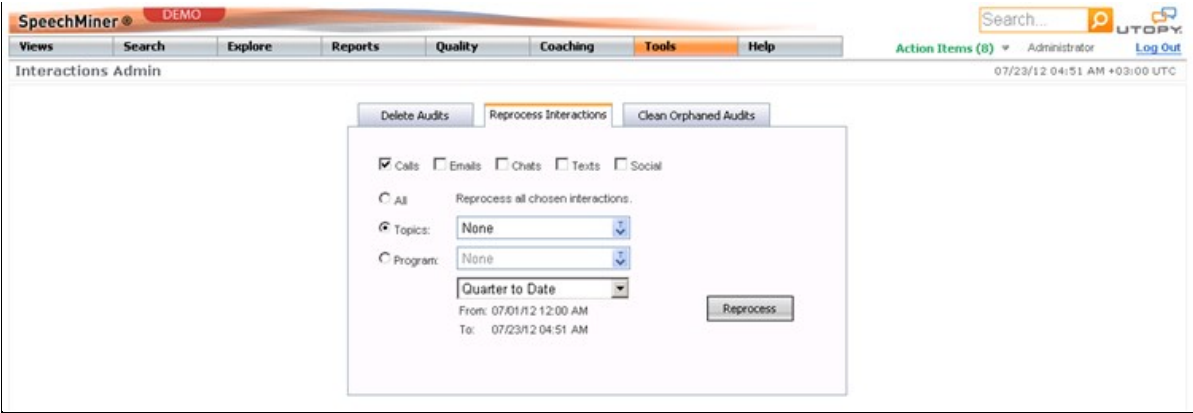 SpeechMiner ® DEMO
Search...
UTOPY.
Views Search Explore Reports Quality Coaching Tools Help
Action Items (8) Administrator Log Out
Interactions Admin
07/23/12 04:51 AM +03:00 UTC
Delete Audits Reprocess Interactions Clean Orphaned Audits
Calls Emails Chats Texts Social
All Reprocess all chosen interactions.
Topics: None
Program: None
Quarter to Date
From: 07/01/12 12:00 AM
Reprocess
To: 07/23/12 04:51 AM